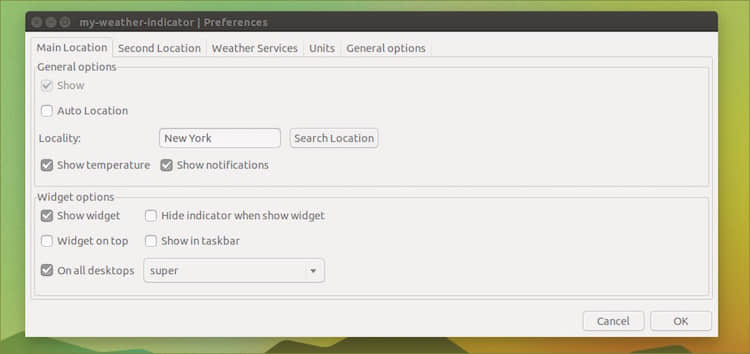 my-weather-indicator | Preferences
Main Location Second Location Weather Services Units General options
General options
Show
Auto Location
Locality: New York Search Location
Show temperature Show notifications
Widget options
Show widget Hide indicator when show widget
Widget on top Show in taskbar
On all desktops super
Cancel OK